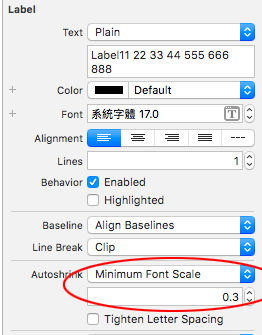 Label
Text Plain
Label11 22 33 44 555 666
888
Color Default
Font 系統字體 17.0 T
Alignment
Lines 1
Behavior Enabled
Highlighted
Baseline Align Baselines
Line Break Clip
Autoshrink Minimum Font Scale
0.3
Tighten Letter Spacing